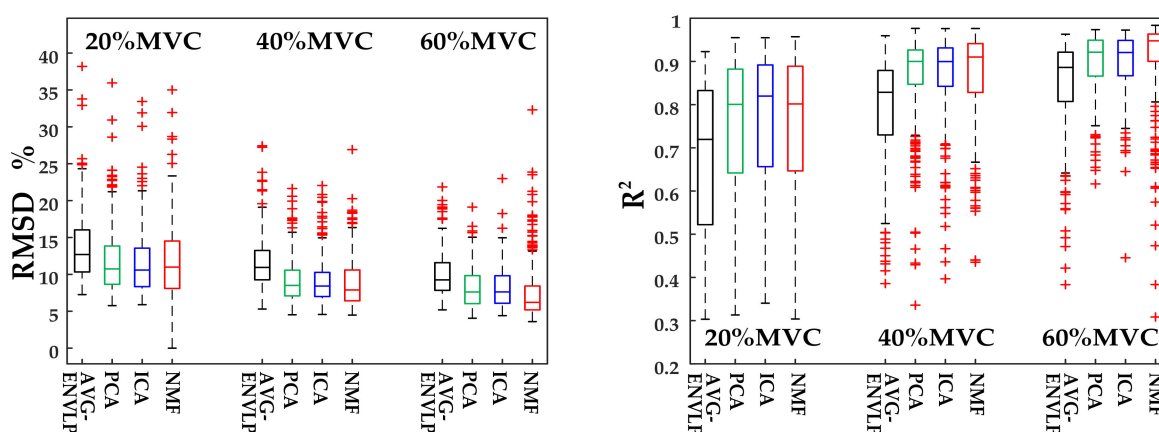 20%MVC 40%MVC 60%MVC
RMSD %
40
35
30
25
20
15
10
5
0
AVG-
ENVLP
PCA
ICA
NMF
AVG-
ENVLP
PCA
ICA
NMF
AVG-
ENVLP
PCA
ICA
NMF
R²
1
0.9
0.8
0.7
0.6
0.5
0.4
0.3
0.2
20%MVC 40%MVC 60%MVC
AVG-
ENVLP
PCA
ICA
NMF
AVG-
ENVLP
PCA
ICA
NMF
AVG-
ENVLP
PCA
ICA
NMF